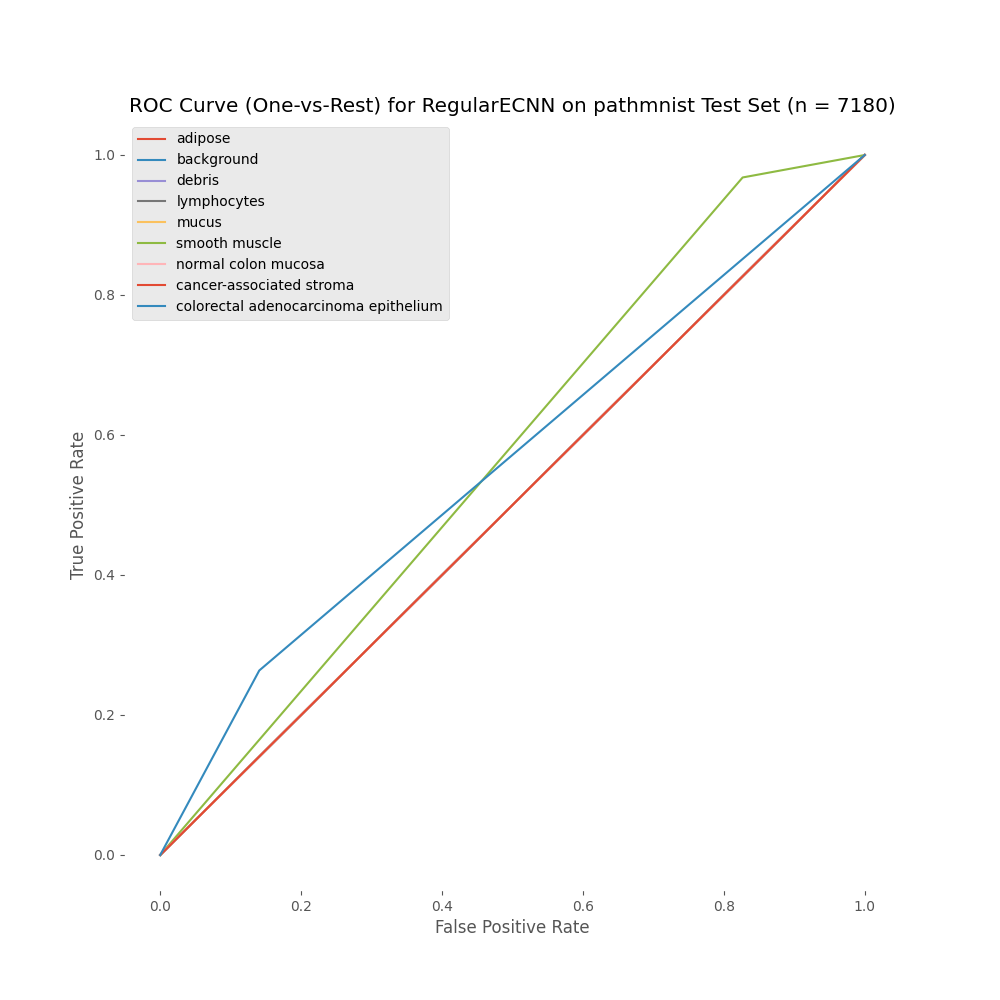 ROC Curve (One-vs-Rest) for RegularECNN on pathmnist Test Set (n = 7180)
adipose
background
debris
lymphocytes
mucus
smooth muscle
normal colon mucosa
cancer-associated stroma
colorectal adenocarcinoma epithelium
1.0
0.8
0.6
0.4
0.2
0.0
True Positive Rate
0.0 0.2 0.4 0.6 0.8 1.0
False Positive Rate